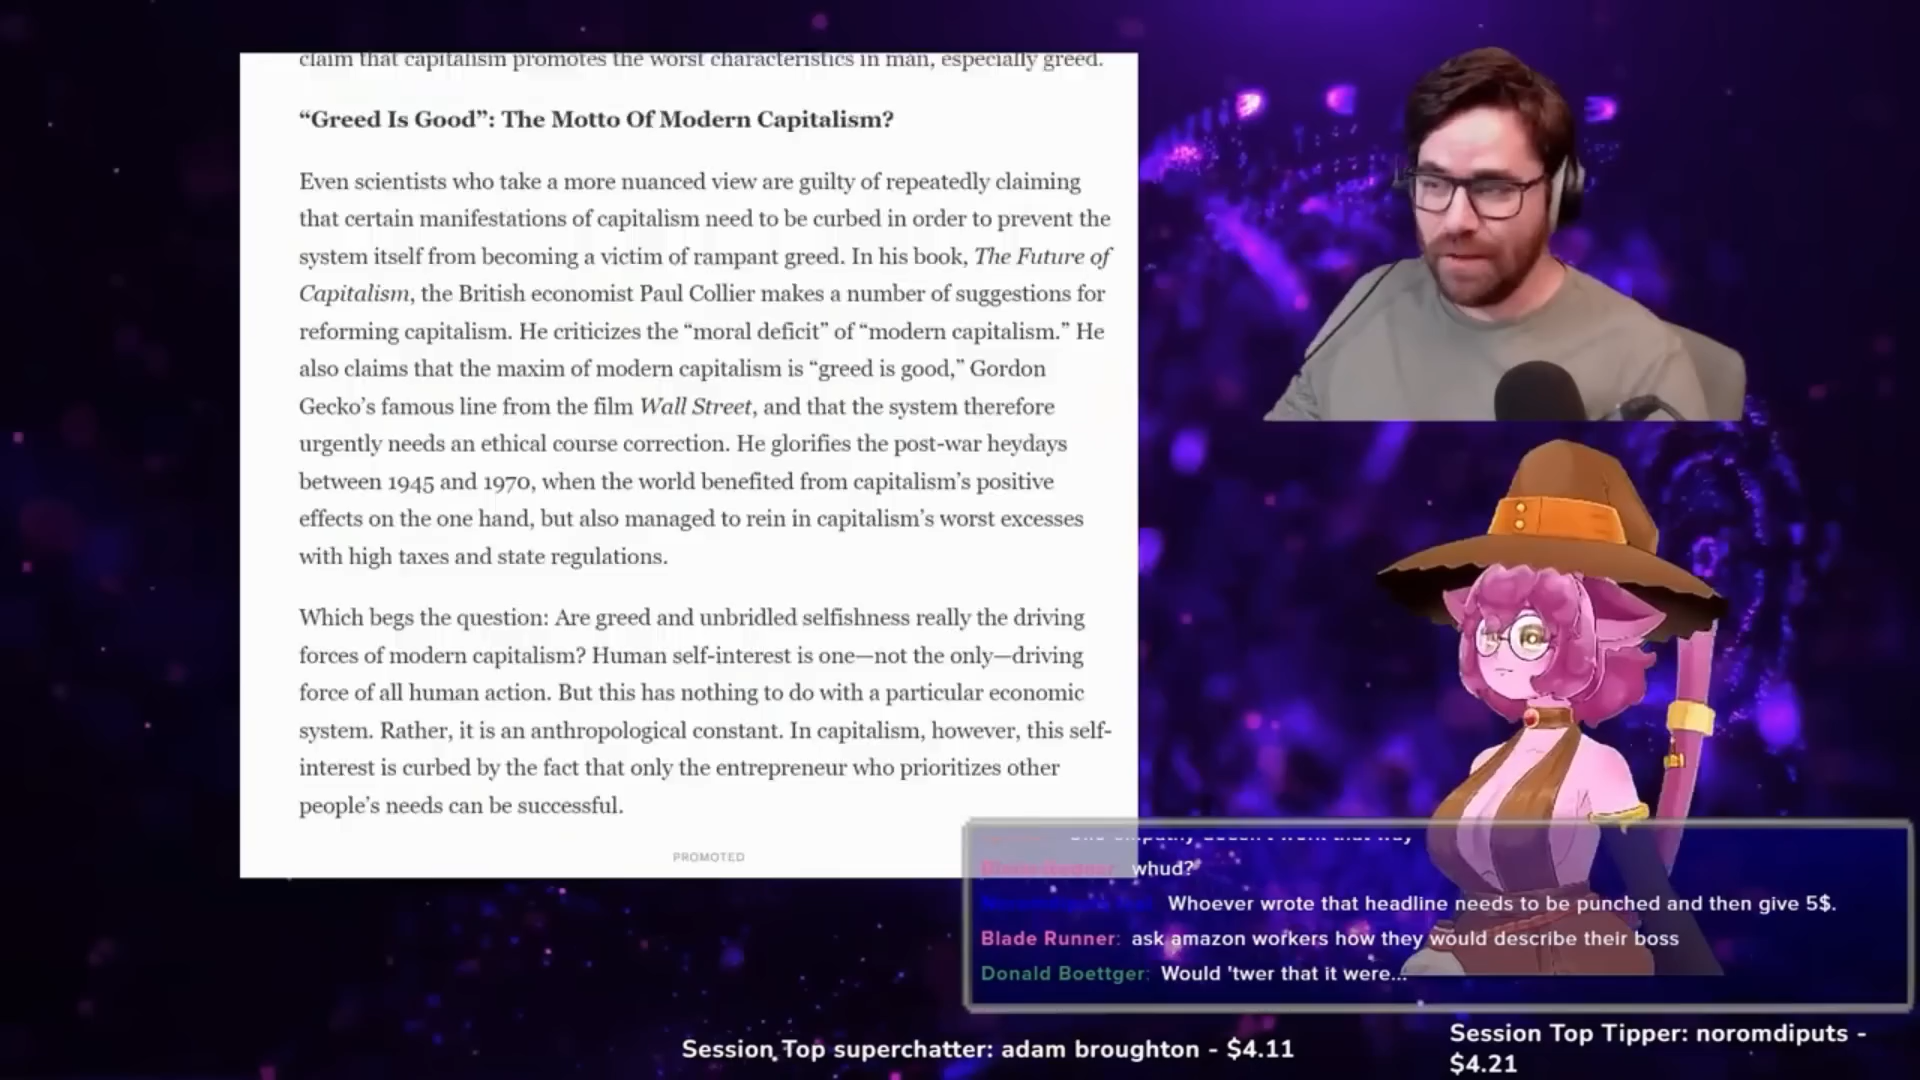 claim that capitalism promotes the worst characteristics in man, especially greed.
“Greed Is Good”: The Motto Of Modern Capitalism?
Even scientists who take a more nuanced view are guilty of repeatedly claiming
that certain manifestations of capitalism need to be curbed in order to prevent the
system itself from becoming a victim of rampant greed. In his book, The Future of
Capitalism, the British economist Paul Collier makes a number of suggestions for
reforming capitalism. He criticizes the “moral deficit” of “modern capitalism.” He
also claims that the maxim of modern capitalism is “greed is good,” Gordon
Gecko’s famous line from the film Wall Street, and that the system therefore
urgently needs an ethical course correction. He glorifies the post-war heydays
between 1945 and 1970, when the world benefited from capitalism’s positive
effects on the one hand, but also managed to rein in capitalism’s worst excesses
with high taxes and state regulations.
Which begs the question: Are greed and unbridled selfishness really the driving
forces of modern capitalism? Human self-interest is one—not the only—driving
force of all human action. But this has nothing to do with a particular economic
system. Rather, it is an anthropological constant. In capitalism, however, this self-
interest is curbed by the fact that only the entrepreneur who prioritizes other
people’s needs can be successful.
PROMOTED
whud?
Whoever wrote that headline needs to be punched and then give 5$.
Blade Runner: ask amazon workers how they would describe their boss
Donald Boettger: Would 'twer that it were...
Session Top superchatter: adam broughton - $4.11
Session Top Tipper: noromdiputs -
$4.21